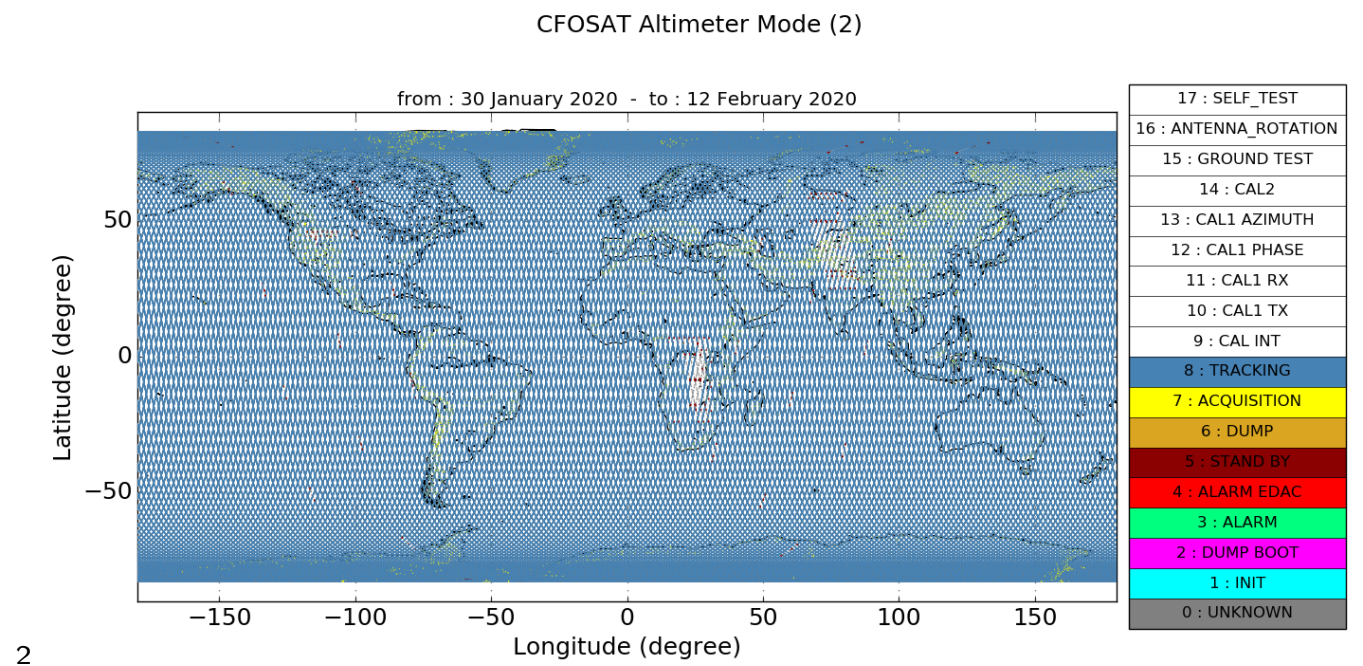 CFOSAT Altimeter Mode (2)
from : 30 January 2020 - to : 12 February 2020
17 : SELF_TEST
16 : ANTENNA_ROTATION
15 : GROUND TEST
14 : CAL2
13 : CAL1 AZIMUTH
12 : CAL1 PHASE
11 : CAL1 RX
10 : CAL1 TX
9 : CAL INT
8 : TRACKING
7 : ACQUISITION
6 : DUMP
5 : STAND BY
4 : ALARM EDAC
3 : ALARM
2 : DUMP BOOT
1 : INIT
0 : UNKNOWN
Latitude (degree)
50
0
−50
−150 −100 −50 0 50 100 150
Longitude (degree)
2